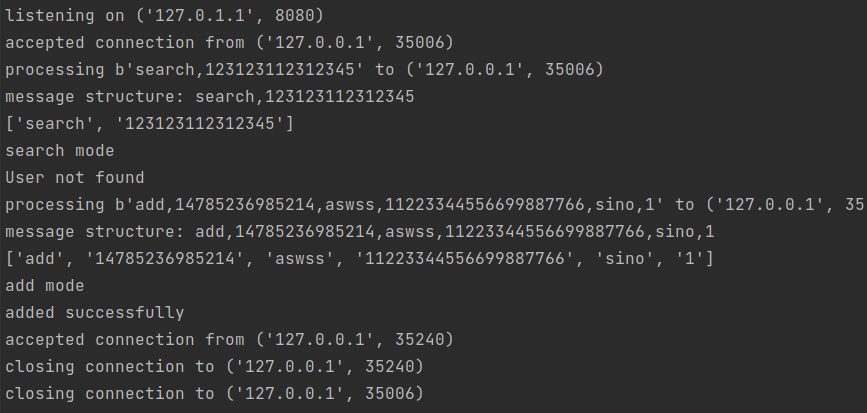 listening on ('127.0.1.1', 8080)
accepted connection from ('127.0.0.1', 35006)
processing b'search,123123112312345' to ('127.0.0.1', 35006)
message structure: search,123123112312345
['search', '123123112312345']
search mode
User not found
processing b'add,14785236985214,aswss,11223344556699887766,sino,1' to ('127.0.0.1', 35
message structure: add,14785236985214,aswss,11223344556699887766,sino,1
['add', '14785236985214', 'aswss', '11223344556699887766', 'sino', '1']
add mode
added successfully
accepted connection from ('127.0.0.1', 35240)
closing connection to ('127.0.0.1', 35240)
closing connection to ('127.0.0.1', 35006)